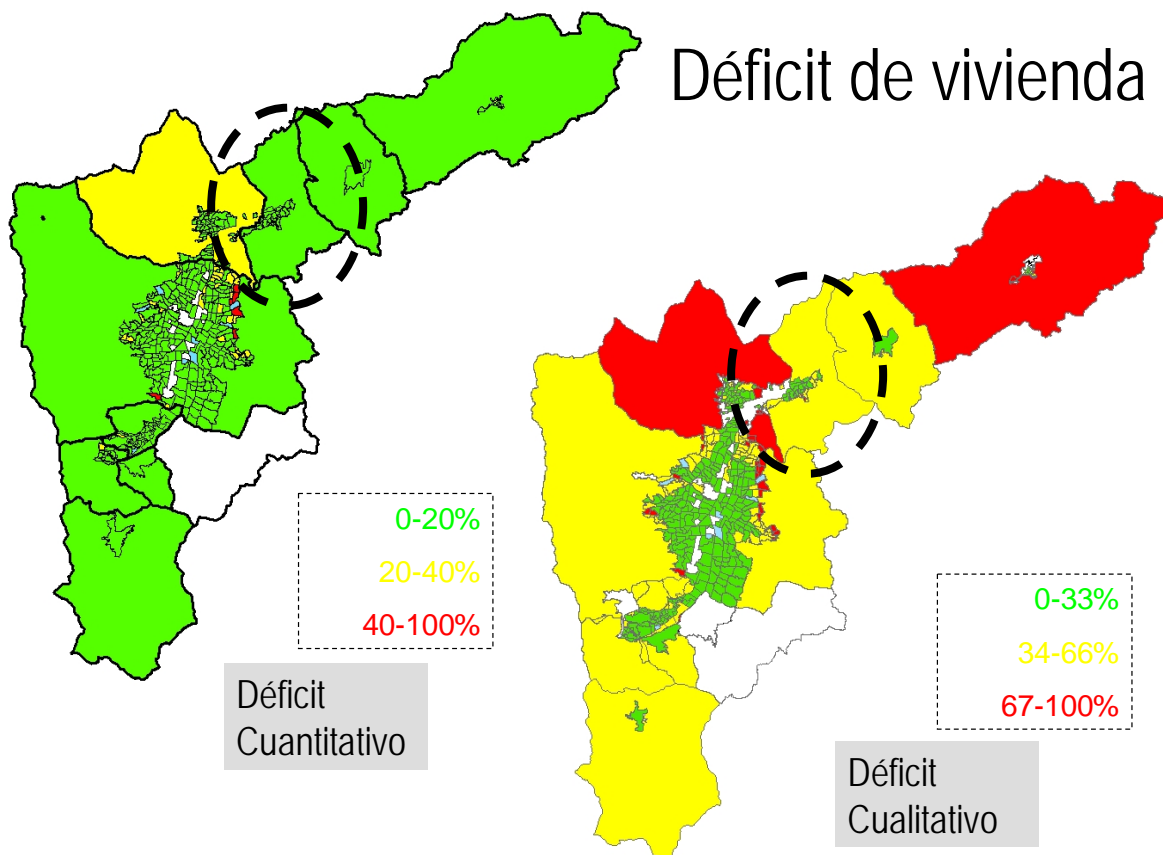 Déficit de vivienda
0-20%
20-40%
40-100%
Déficit
Cuantitativo
0-33%
34-66%
67-100%
Déficit
Cualitativo